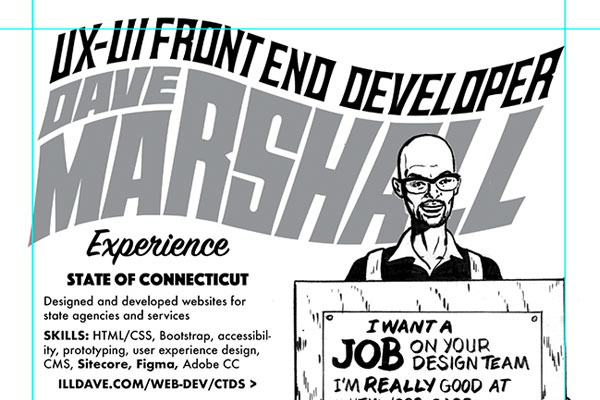 UX-UI FRONT END DEVELOPER
DAVE
MARSHALL
Experience
STATE OF CONNECTICUT
Designed and developed websites for
state agencies and services
SKILLS: HTML/CSS, Bootstrap, accessibil-
ity, prototyping, user experience design,
CMS, Sitecore, Figma, Adobe CC
ILLDAVE.COM/WEB-DEV/CTDS >
I WANT A
JOB ON YOUR
DESIGN TEAM
I'M REALLY GOOD AT